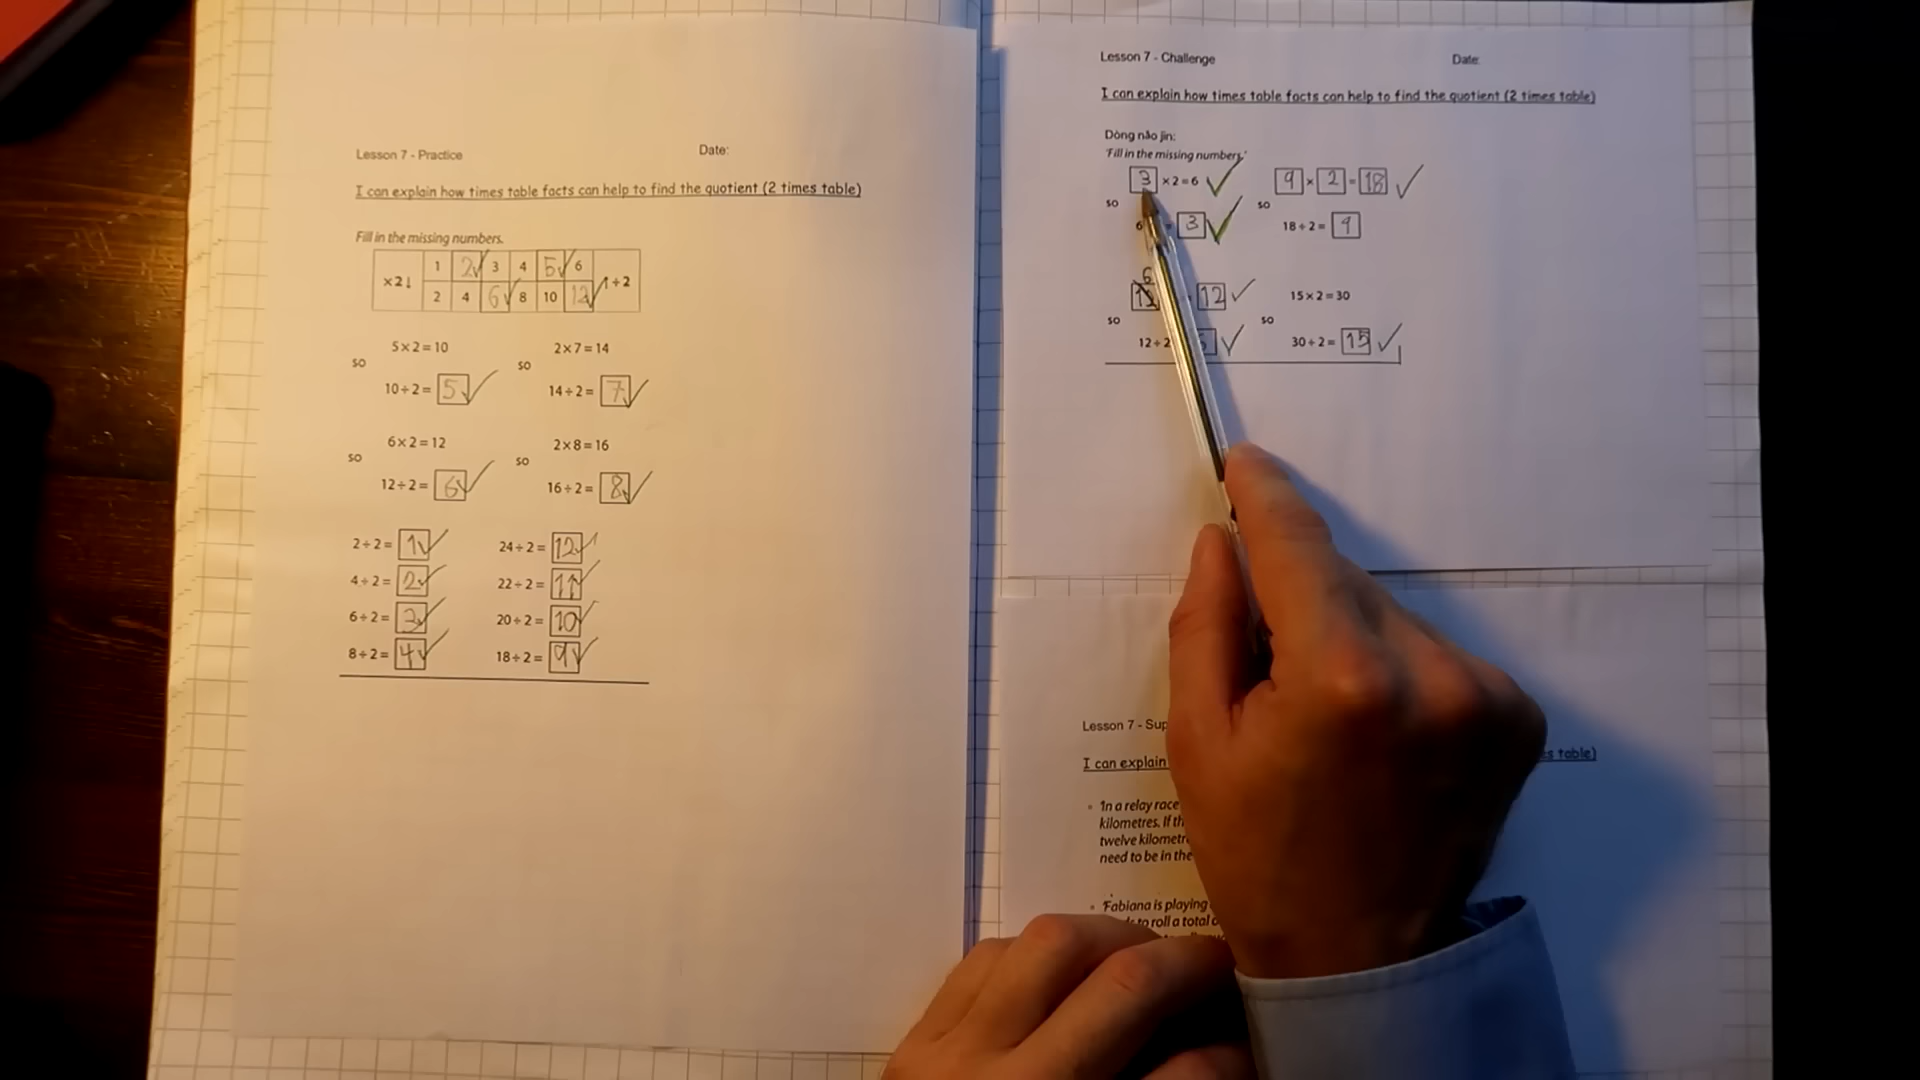 Lesson 7 - Practice
Date:
I can explain how times table facts can help to find the quotient (2 times table)
Fill in the missing numbers.
×2↓ 1 2 3 4 5 6 ↑÷2
2 4 6 8 10 12
5×2=10
so
10÷2= 5
2×7=14
so
14÷2= 7
6×2=12
so
12÷2= 6
2×8=16
so
16÷2= 8
2÷2= 1
4÷2= 2
6÷2= 3
8÷2= 4
24÷2= 12
22÷2= 11
20÷2= 10
18÷2= 9
Lesson 7 - Challenge
Date:
I can explain how times table facts can help to find the quotient (2 times table)
Dòng nǎo jīn:
'Fill in the missing numbers.'
3 ×2=6
so
6 = 3
9 × 2 = 18
so
18÷2= 9
6 12
so
12÷2
15×2=30
so
30÷2= 15
Lesson 7 -
I can explain
table)
'In a relay race
kilometres. If
twelve
need to be in the
'Fabiana is playing
to roll a total